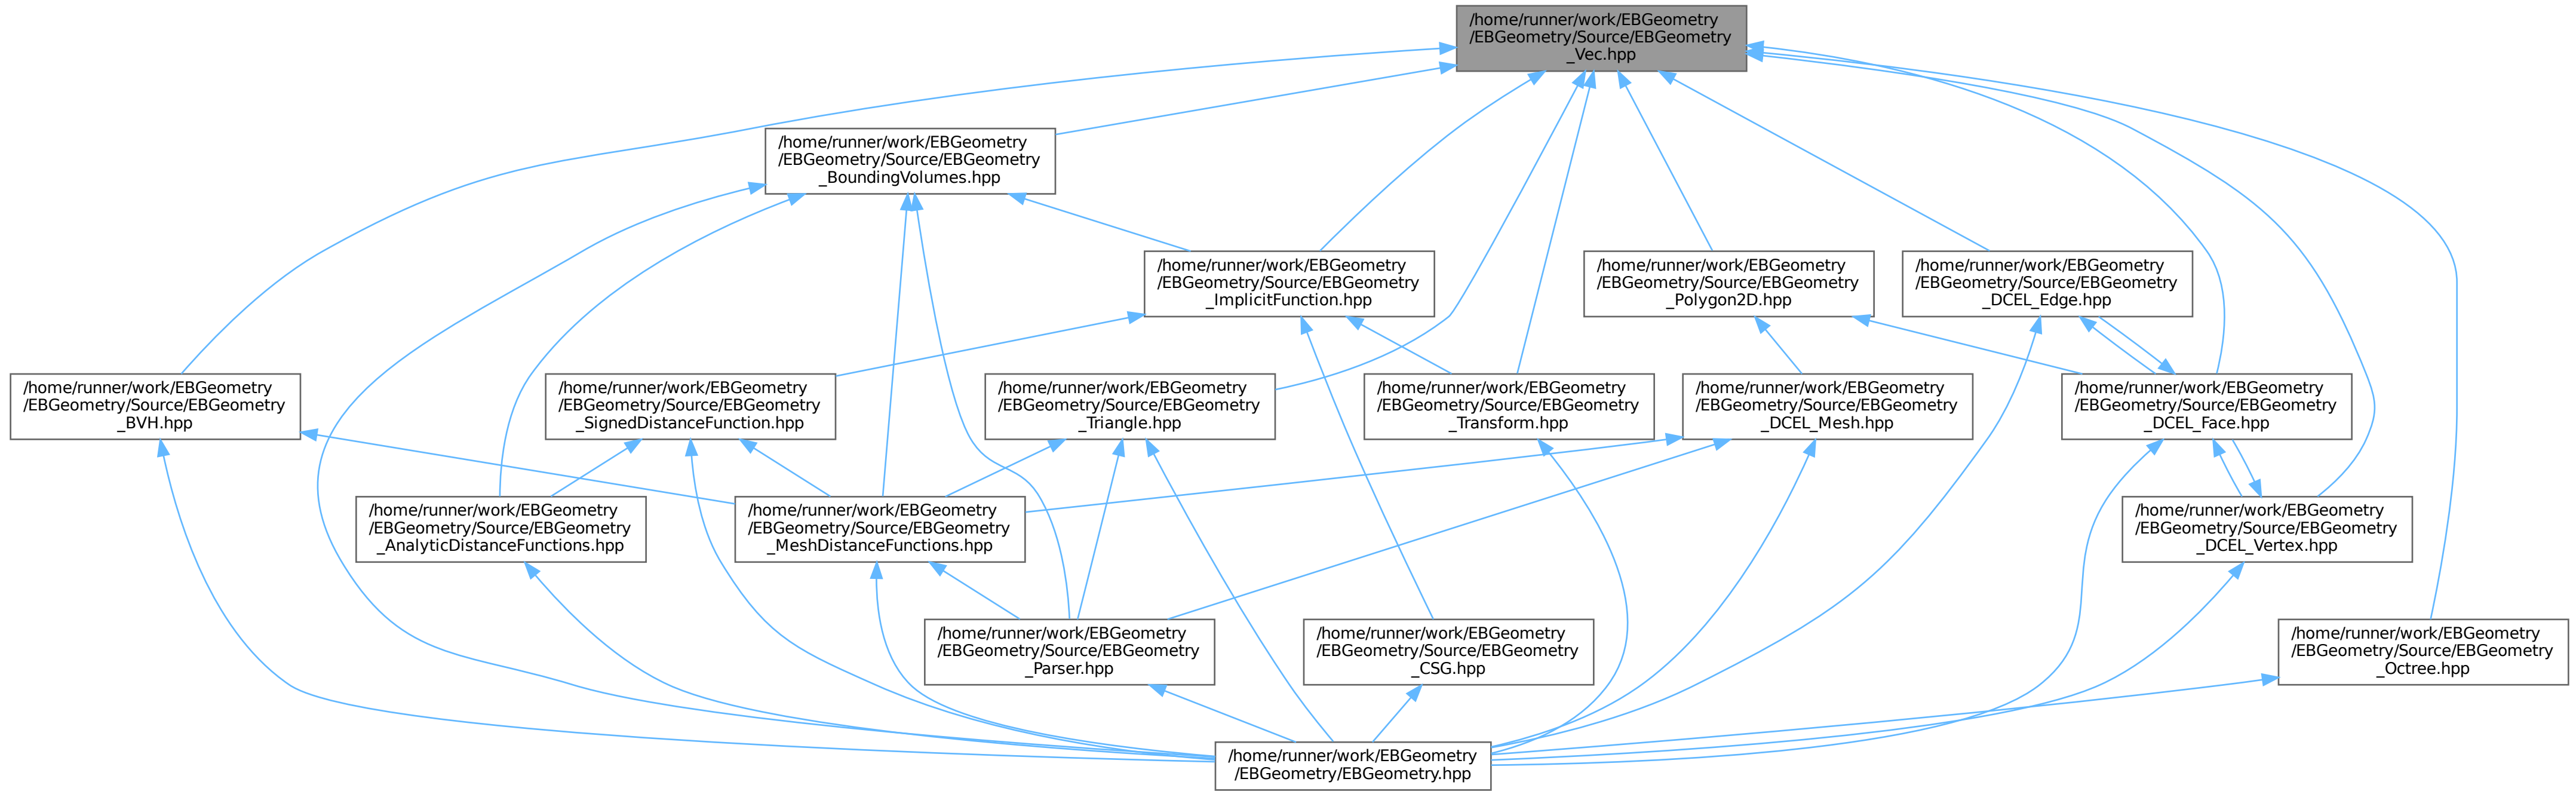 /home/runner/work/EBGeometry
/EBGeometry/Source/EBGeometry
_Vec.hpp
/home/runner/work/EBGeometry
/EBGeometry/Source/EBGeometry
_BoundingVolumes.hpp
/home/runner/work/EBGeometry
/EBGeometry/Source/EBGeometry
_ImplicitFunction.hpp
/home/runner/work/EBGeometry
/EBGeometry/Source/EBGeometry
_Polygon2D.hpp
/home/runner/work/EBGeometry
/EBGeometry/Source/EBGeometry
_DCEL_Edge.hpp
/home/runner/work/EBGeometry
/EBGeometry/Source/EBGeometry
_BVH.hpp
/home/runner/work/EBGeometry
/EBGeometry/Source/EBGeometry
_SignedDistanceFunction.hpp
/home/runner/work/EBGeometry
/EBGeometry/Source/EBGeometry
_Triangle.hpp
/home/runner/work/EBGeometry
/EBGeometry/Source/EBGeometry
_Transform.hpp
/home/runner/work/EBGeometry
/EBGeometry/Source/EBGeometry
_DCEL_Mesh.hpp
/home/runner/work/EBGeometry
/EBGeometry/Source/EBGeometry
_DCEL_Face.hpp
/home/runner/work/EBGeometry
/EBGeometry/Source/EBGeometry
_AnalyticDistanceFunctions.hpp
/home/runner/work/EBGeometry
/EBGeometry/Source/EBGeometry
_MeshDistanceFunctions.hpp
/home/runner/work/EBGeometry
/EBGeometry/Source/EBGeometry
_DCEL_Vertex.hpp
/home/runner/work/EBGeometry
/EBGeometry/Source/EBGeometry
_Parser.hpp
/home/runner/work/EBGeometry
/EBGeometry/Source/EBGeometry
_CSG.hpp
/home/runner/work/EBGeometry
/EBGeometry/Source/EBGeometry
_Octree.hpp
/home/runner/work/EBGeometry
/EBGeometry/EBGeometry.hpp